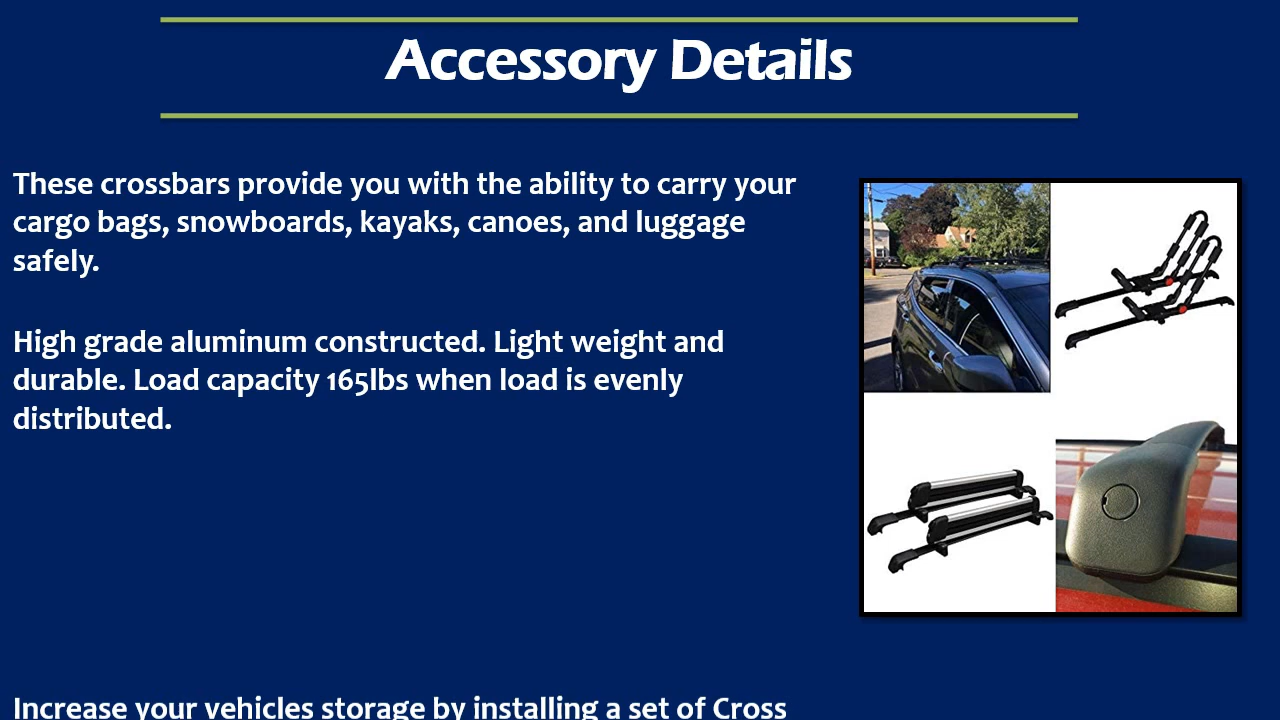 Accessory Details
These crossbars provide you with the ability to carry your
cargo bags, snowboards, kayaks, canoes, and luggage
safely.
High grade aluminum constructed. Light weight and
durable. Load capacity 165lbs when load is evenly
distributed.
Increase your vehicles storage by installing a set of Cross